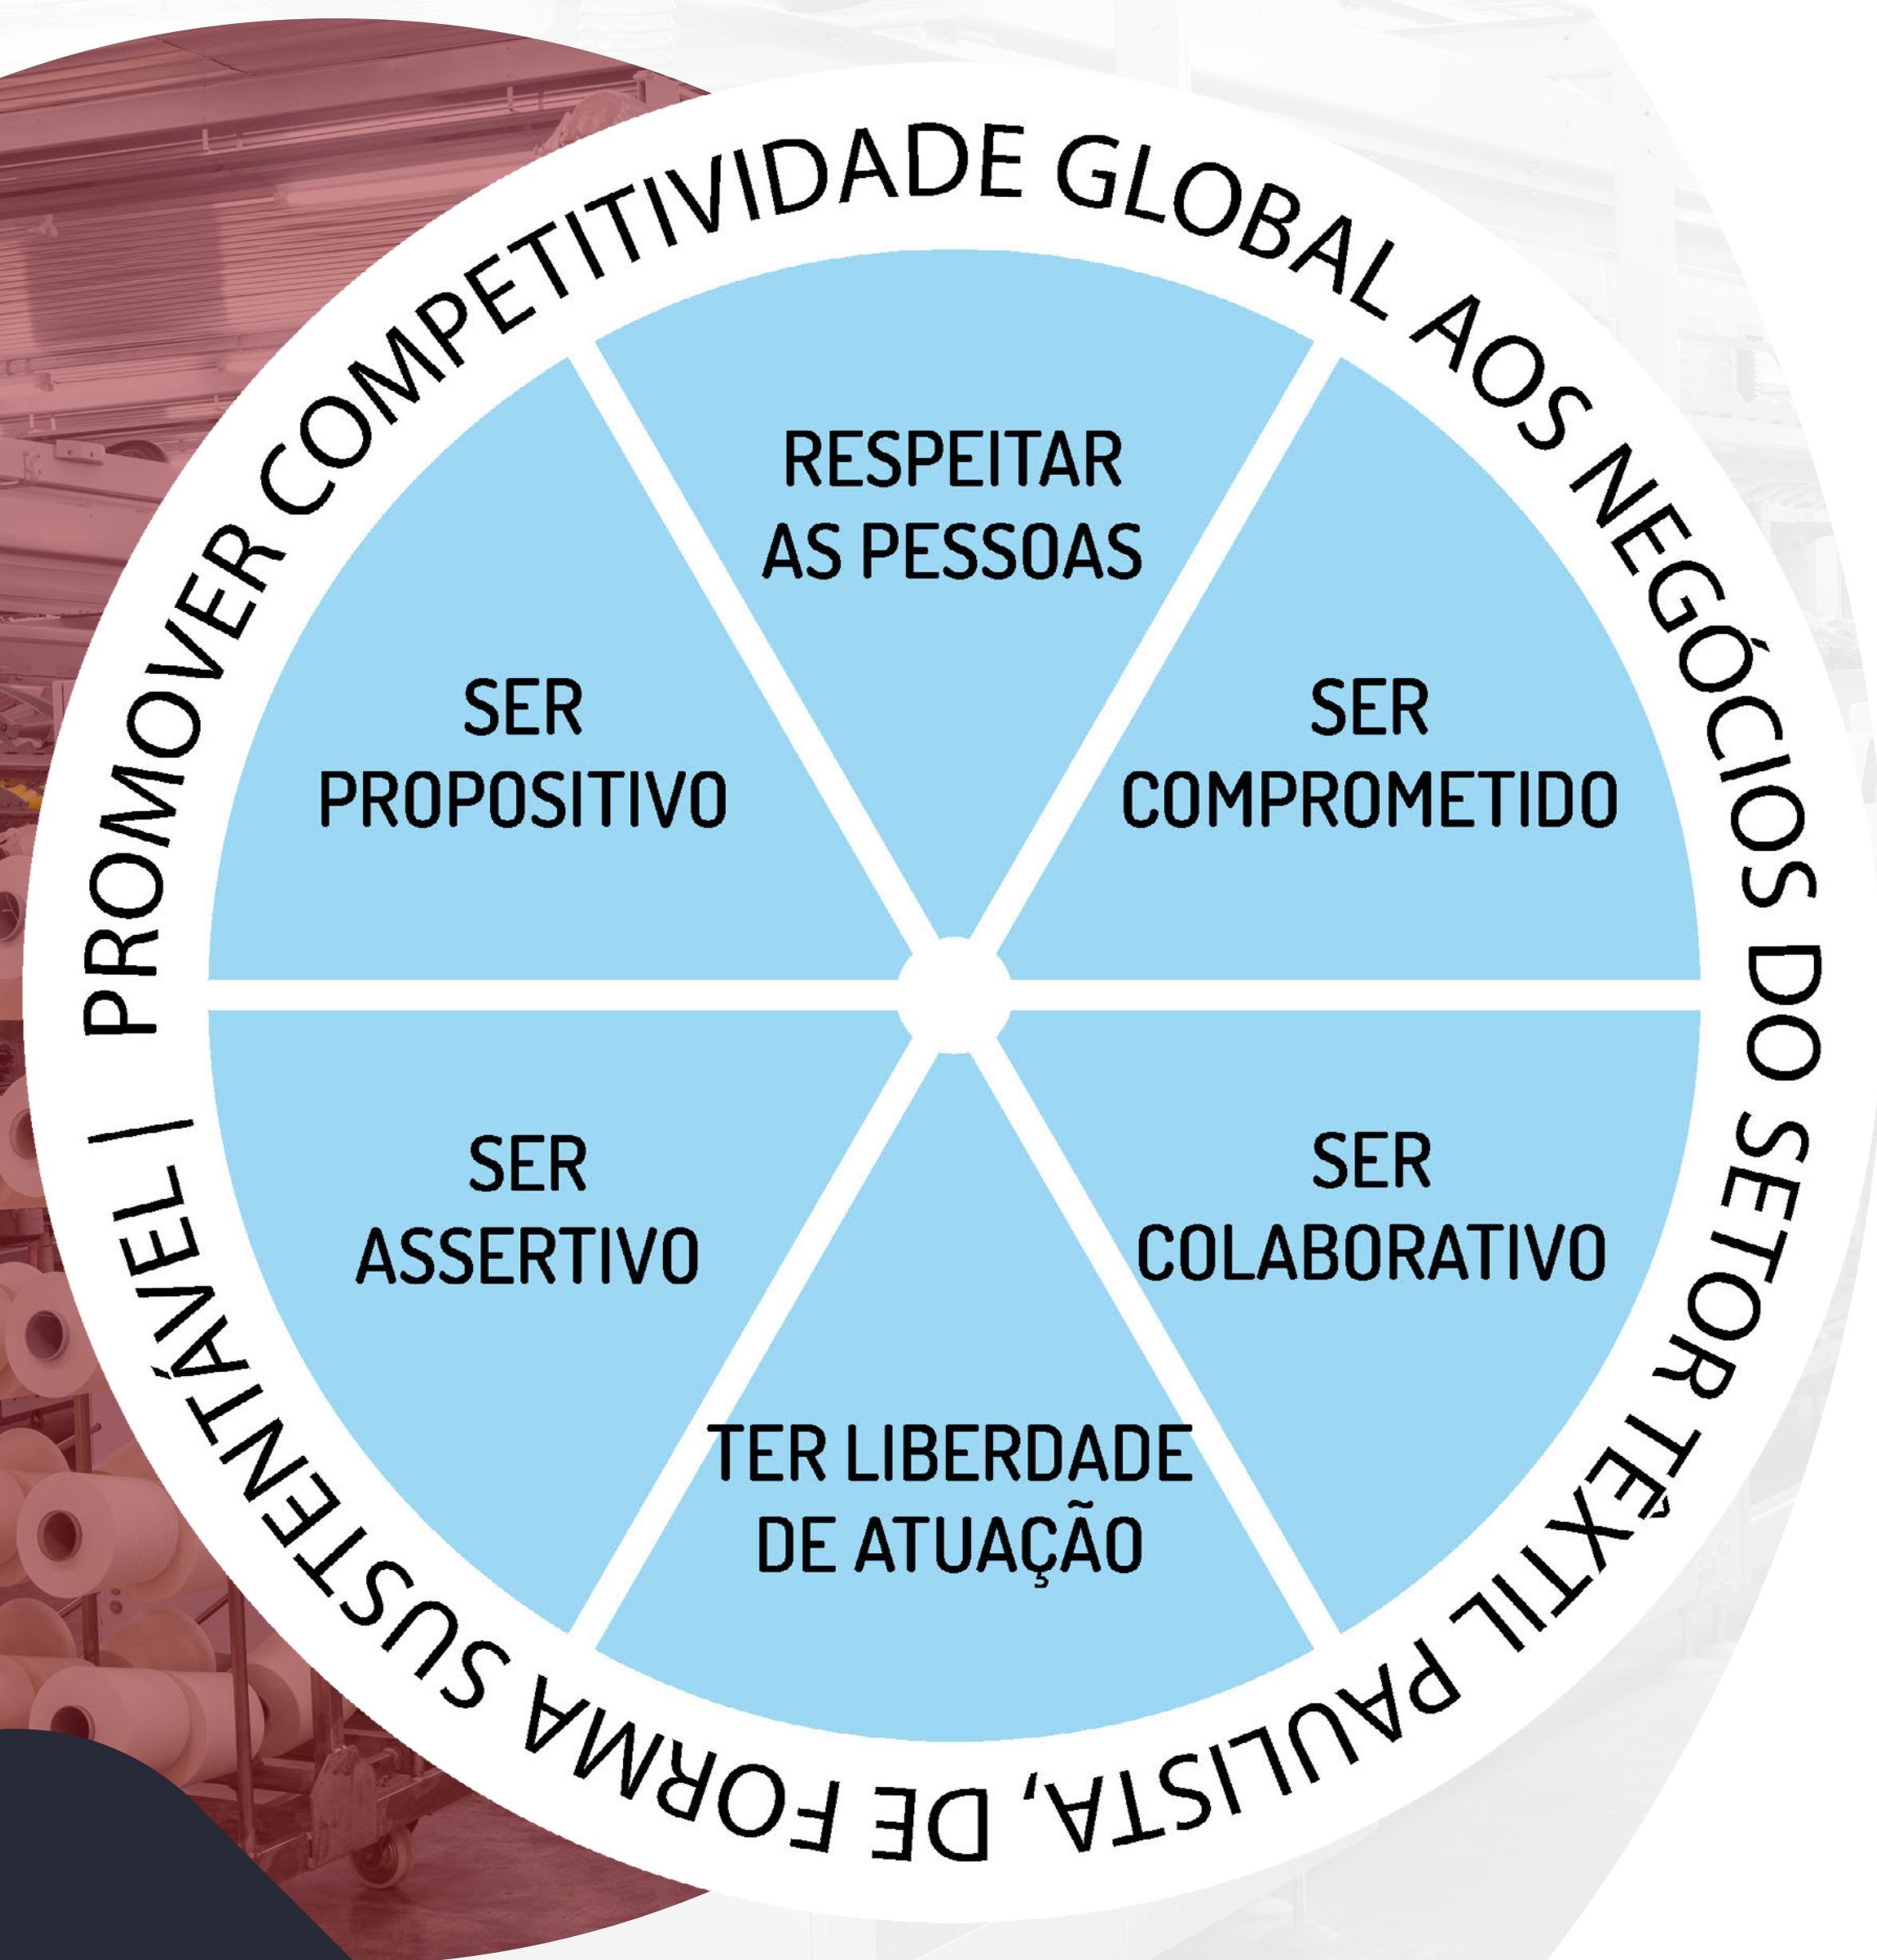 PROMOVER COMPETITIVIDADE GLOBAL AOS NEGÓCIOS DO SETOR TÊXTIL PAULISTA, DE FORMA SUSTENTÁVEL |
RESPEITAR
AS PESSOAS
SER
COMPROMETIDO
SER
COLABORATIVO
TER LIBERDADE
DE ATUAÇÃO
SER
ASSERTIVO
SER
PROPOSITIVO